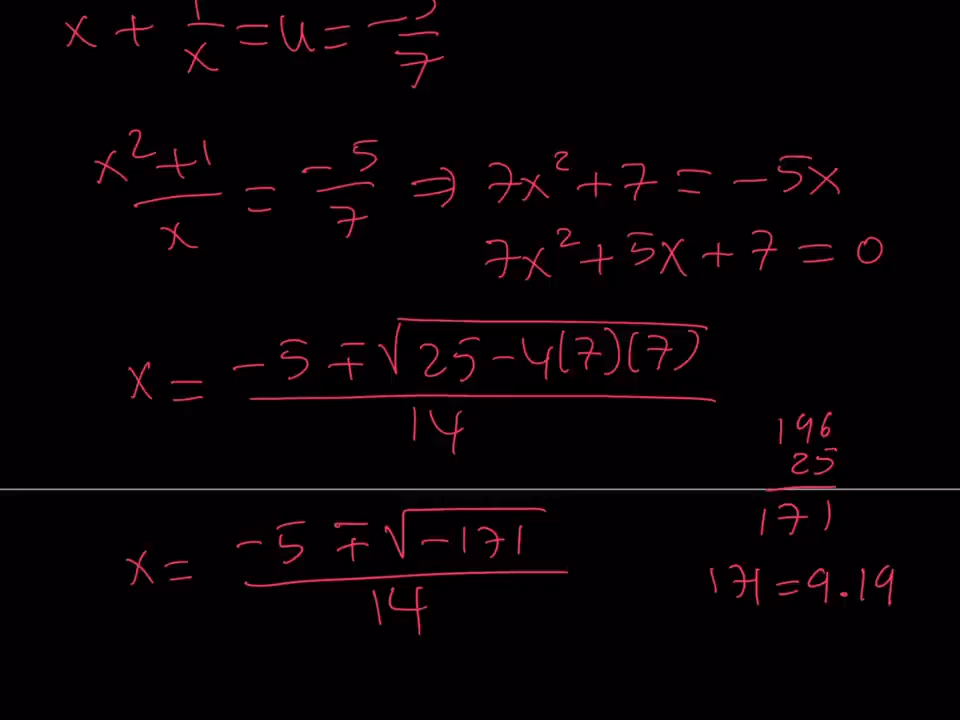 x + 1/x = u = -5/7
(x² + 1)/x = -5/7 ⇒ 7x² + 7 = -5x
7x² + 5x + 7 = 0
x = (-5 ∓ √(25 - 4(7)(7)))/14
196
25
171
x = (-5 ∓ √(-171))/14
171 = 9.19